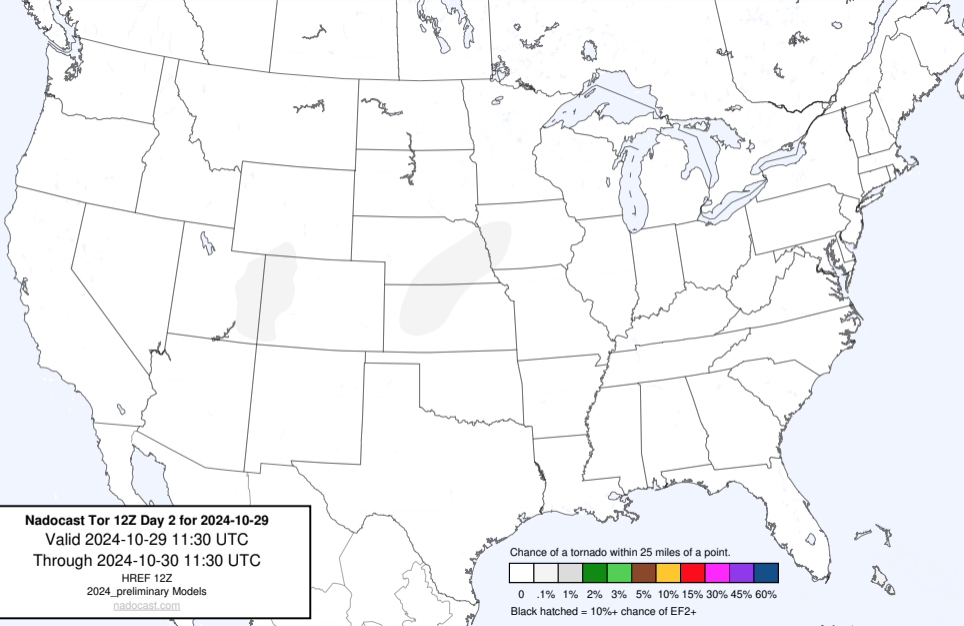 Nadocast Tor 12Z Day 2 for 2024-10-29
Valid 2024-10-29 11:30 UTC
Through 2024-10-30 11:30 UTC
HREF 12Z
2024_preliminary Models
nadocast.com
Chance of a tornado within 25 miles of a point.
0 .1% 1% 2% 3% 5% 10% 15% 30% 45% 60%
Black hatched = 10%+ chance of EF2+